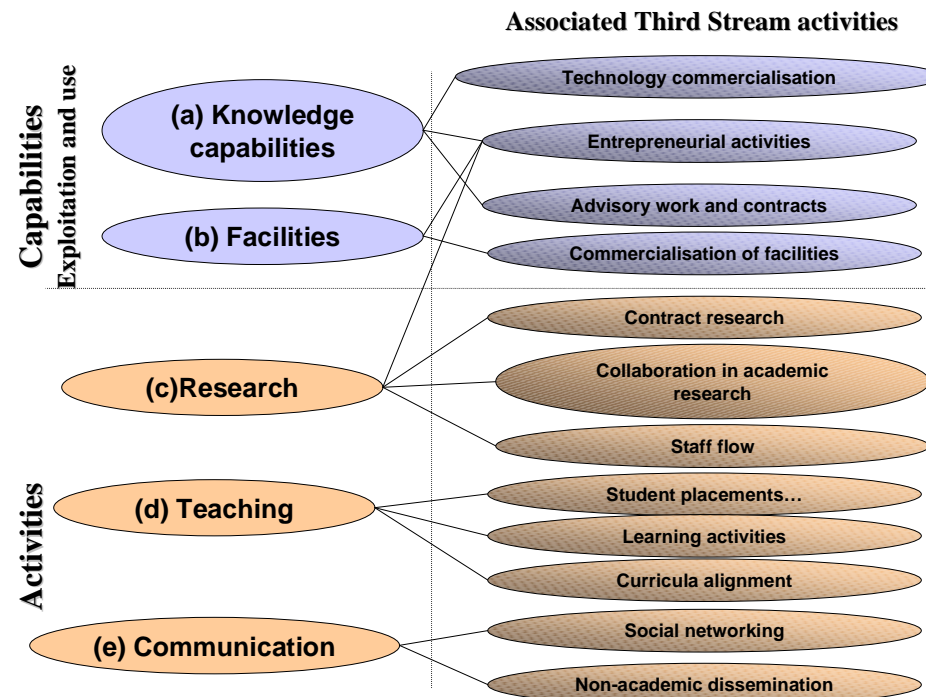 Associated Third Stream activities
Capabilities
Exploitation and use
(a) Knowledge
capabilities
(b) Facilities
Technology commercialisation
Entrepreneurial activities
Advisory work and contracts
Commercialisation of facilities
Activities
(c)Research
(d) Teaching
(e) Communication
Contract research
Collaboration in academic
research
Staff flow
Student placements…
Learning activities
Curricula alignment
Social networking
Non-academic dissemination